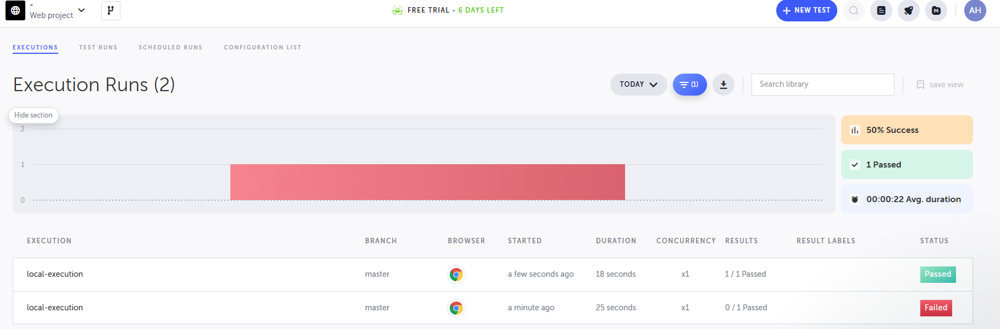 -
Web project
FREE TRIAL - 6 DAYS LEFT
+ NEW TEST
M
AH
EXECUTIONS TEST RUNS SCHEDULED RUNS CONFIGURATION LIST
Execution Runs (2)
TODAY
(1)
Search library
save view
Hide section
2
1
0
50% Success
1 Passed
00:00:22 Avg. duration
EXECUTION BRANCH BROWSER STARTED DURATION CONCURRENCY RESULTS RESULT LABELS STATUS
local-execution master a few seconds ago 18 seconds x1 1 / 1 Passed Passed
local-execution master a minute ago 25 seconds x1 0 / 1 Passed Failed